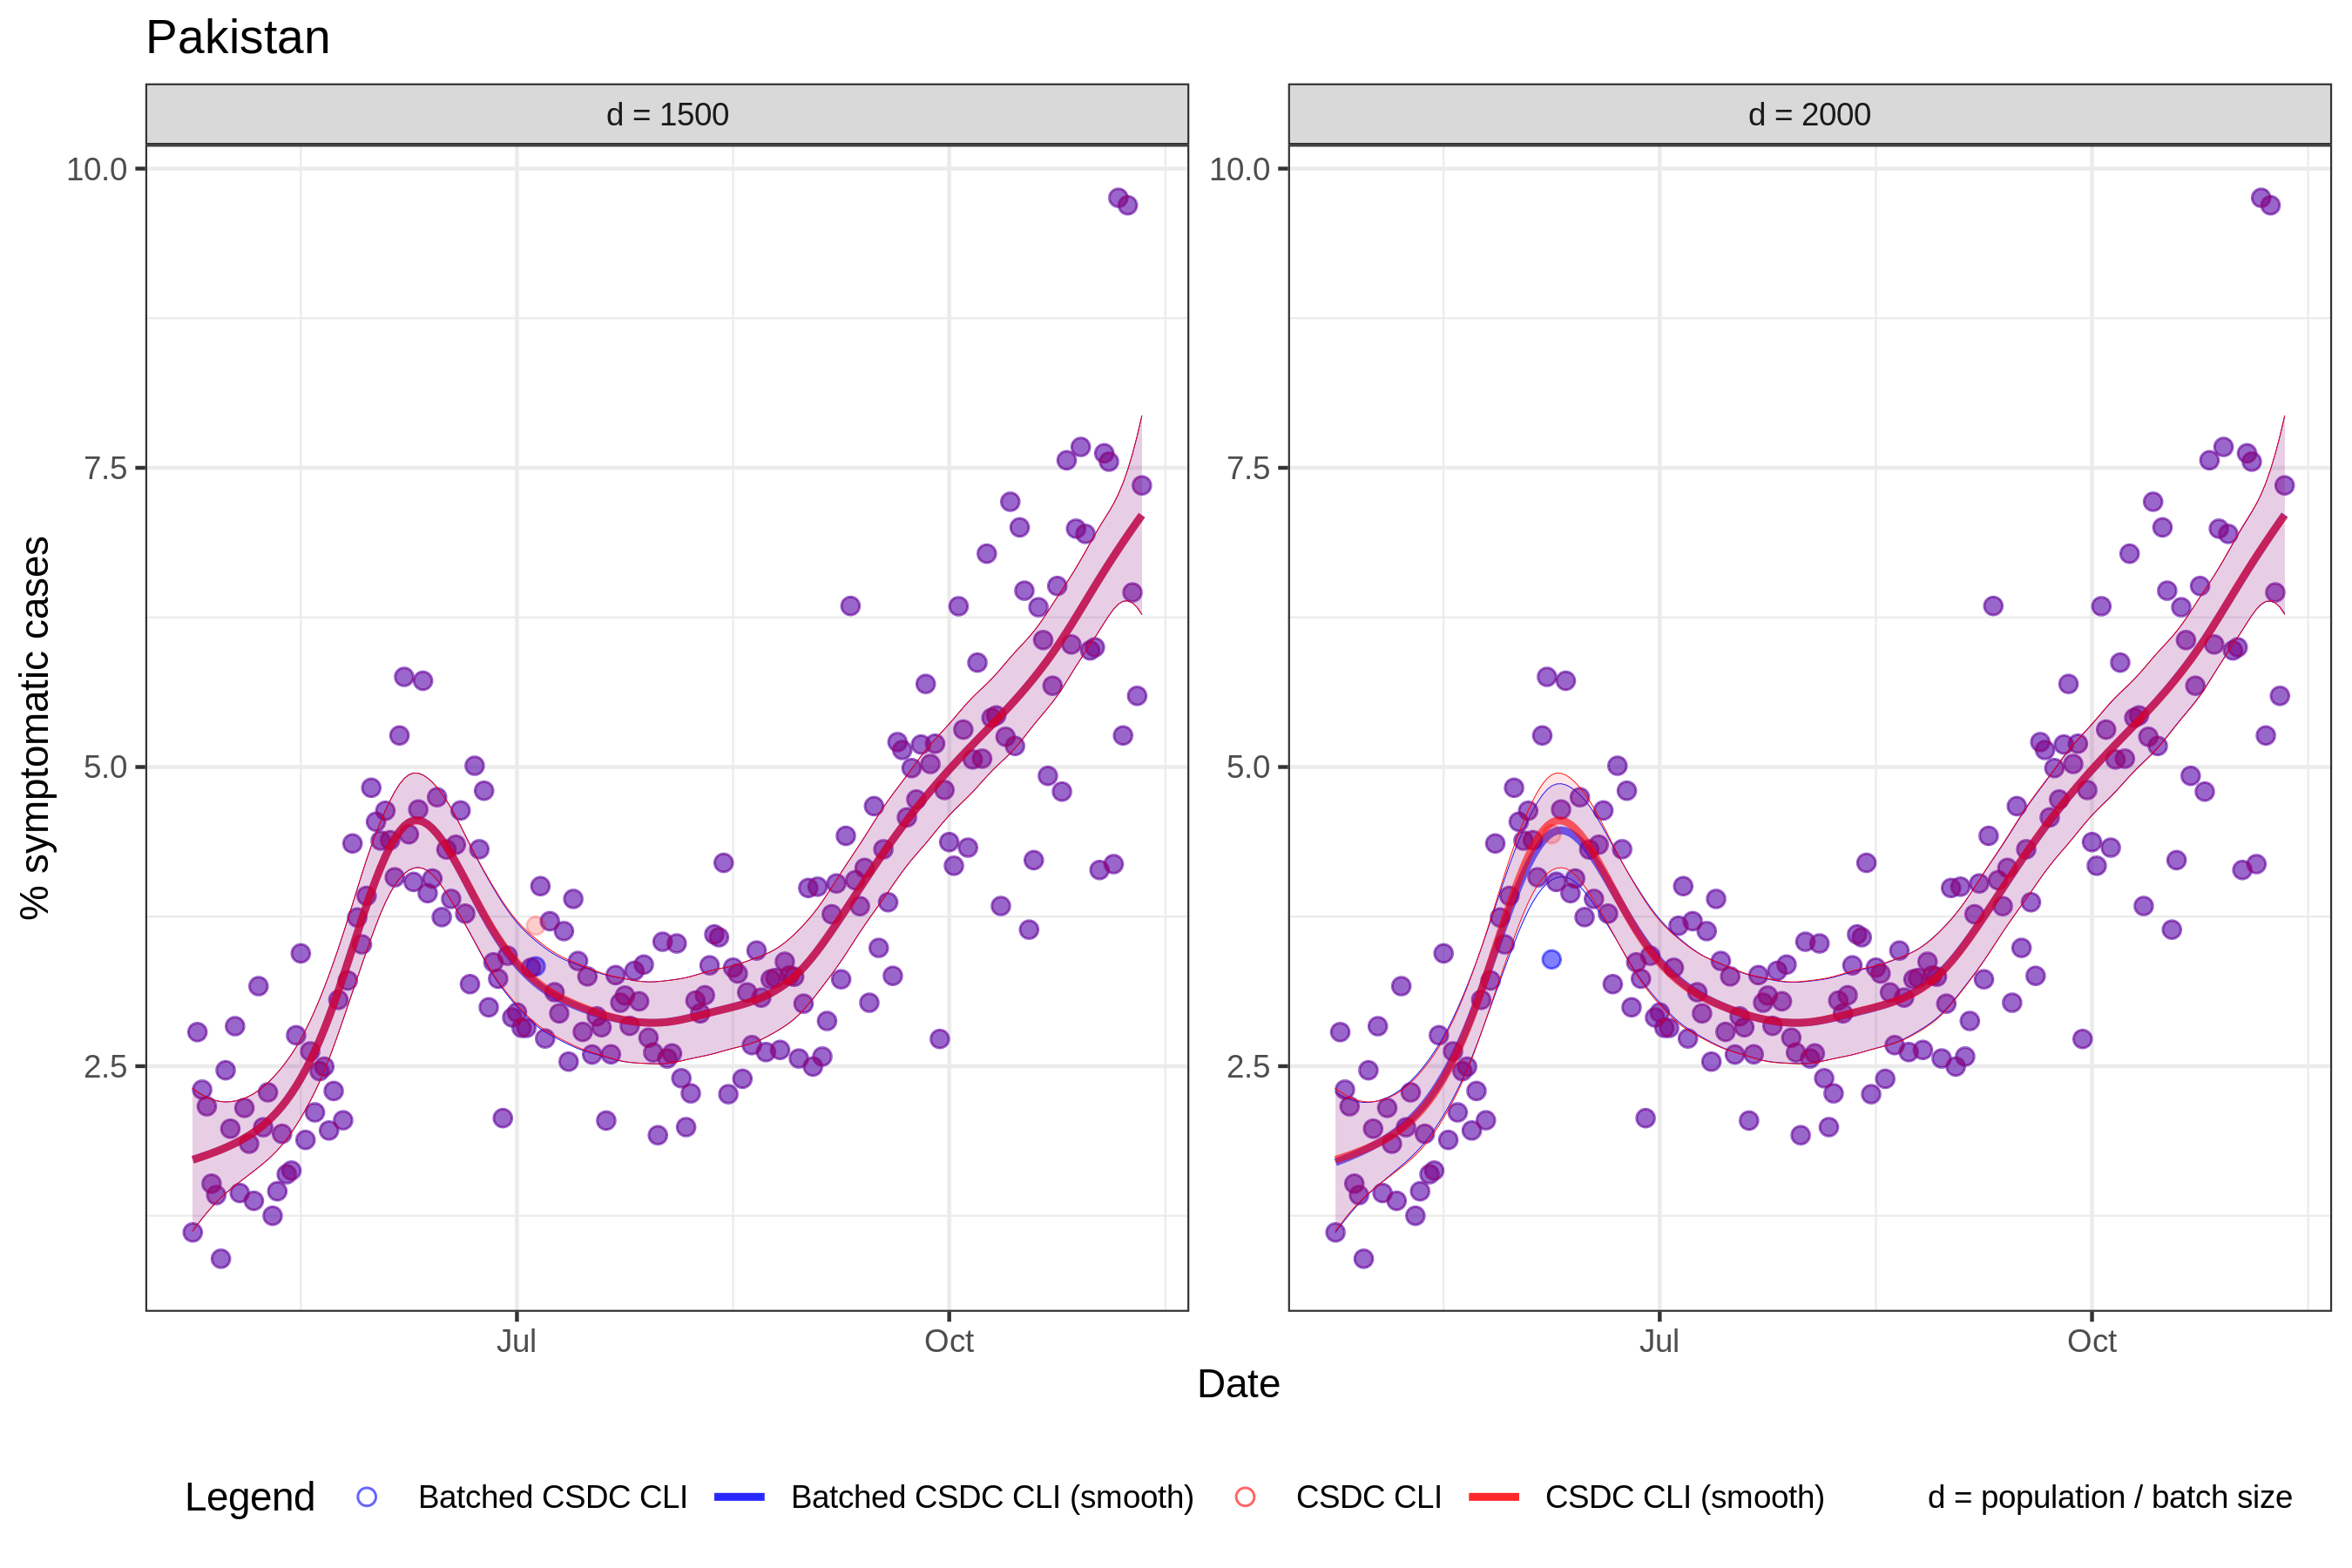 Pakistan
d = 1500
d = 2000
10.0
7.5
5.0
2.5
10.0
7.5
5.0
2.5
% symptomatic cases
Jul
Oct
Jul
Oct
Date
Legend
Batched CSDC CLI
Batched CSDC CLI (smooth)
CSDC CLI
CSDC CLI (smooth)
d = population / batch size